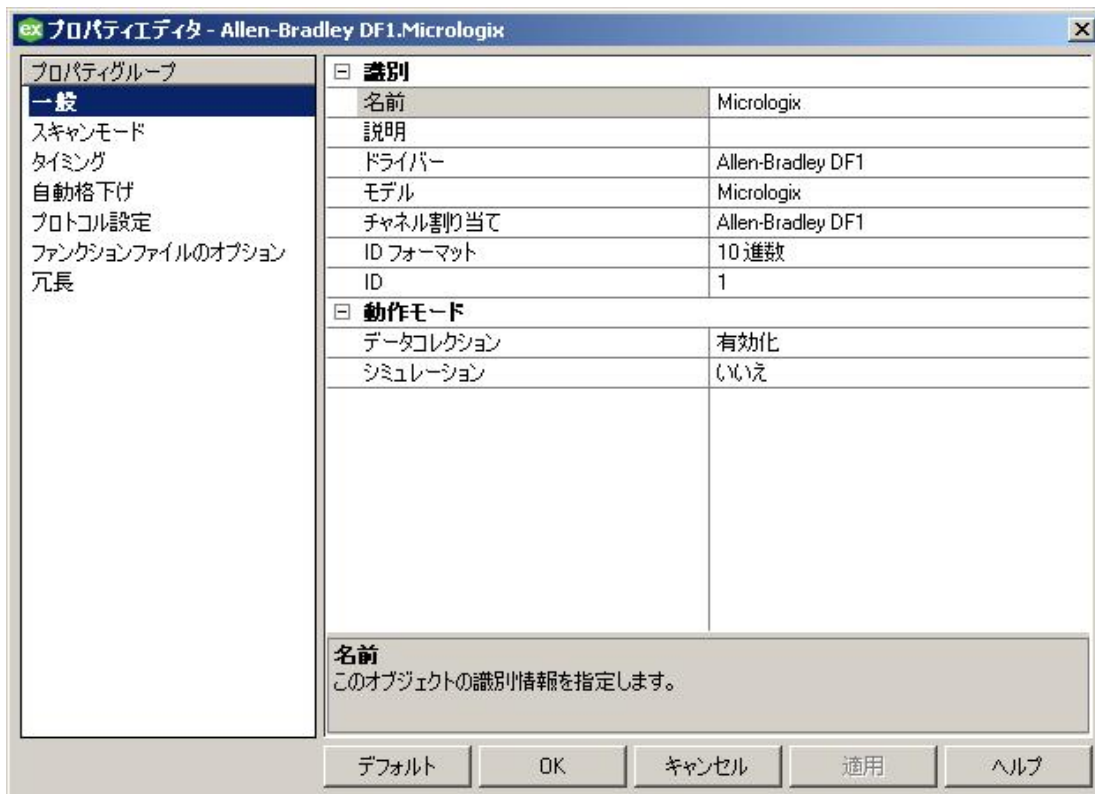 ex プロパティエディタ - Allen-Bradley DF1.Micrologix
プロパティグループ
一般
スキャンモード
タイミング
自動格下げ
プロトコル設定
ファンクションファイルのオプション
冗長
識別
名前 Micrologix
説明
ドライバー Allen-Bradley DF1
モデル Micrologix
チャネル割り当て Allen-Bradley DF1
ID フォーマット 10 進数
ID 1
動作モード
データコレクション 有効化
シミュレーション いいえ
名前
このオブジェクトの識別情報を指定します。
デフォルト OK キャンセル 適用 ヘルプ